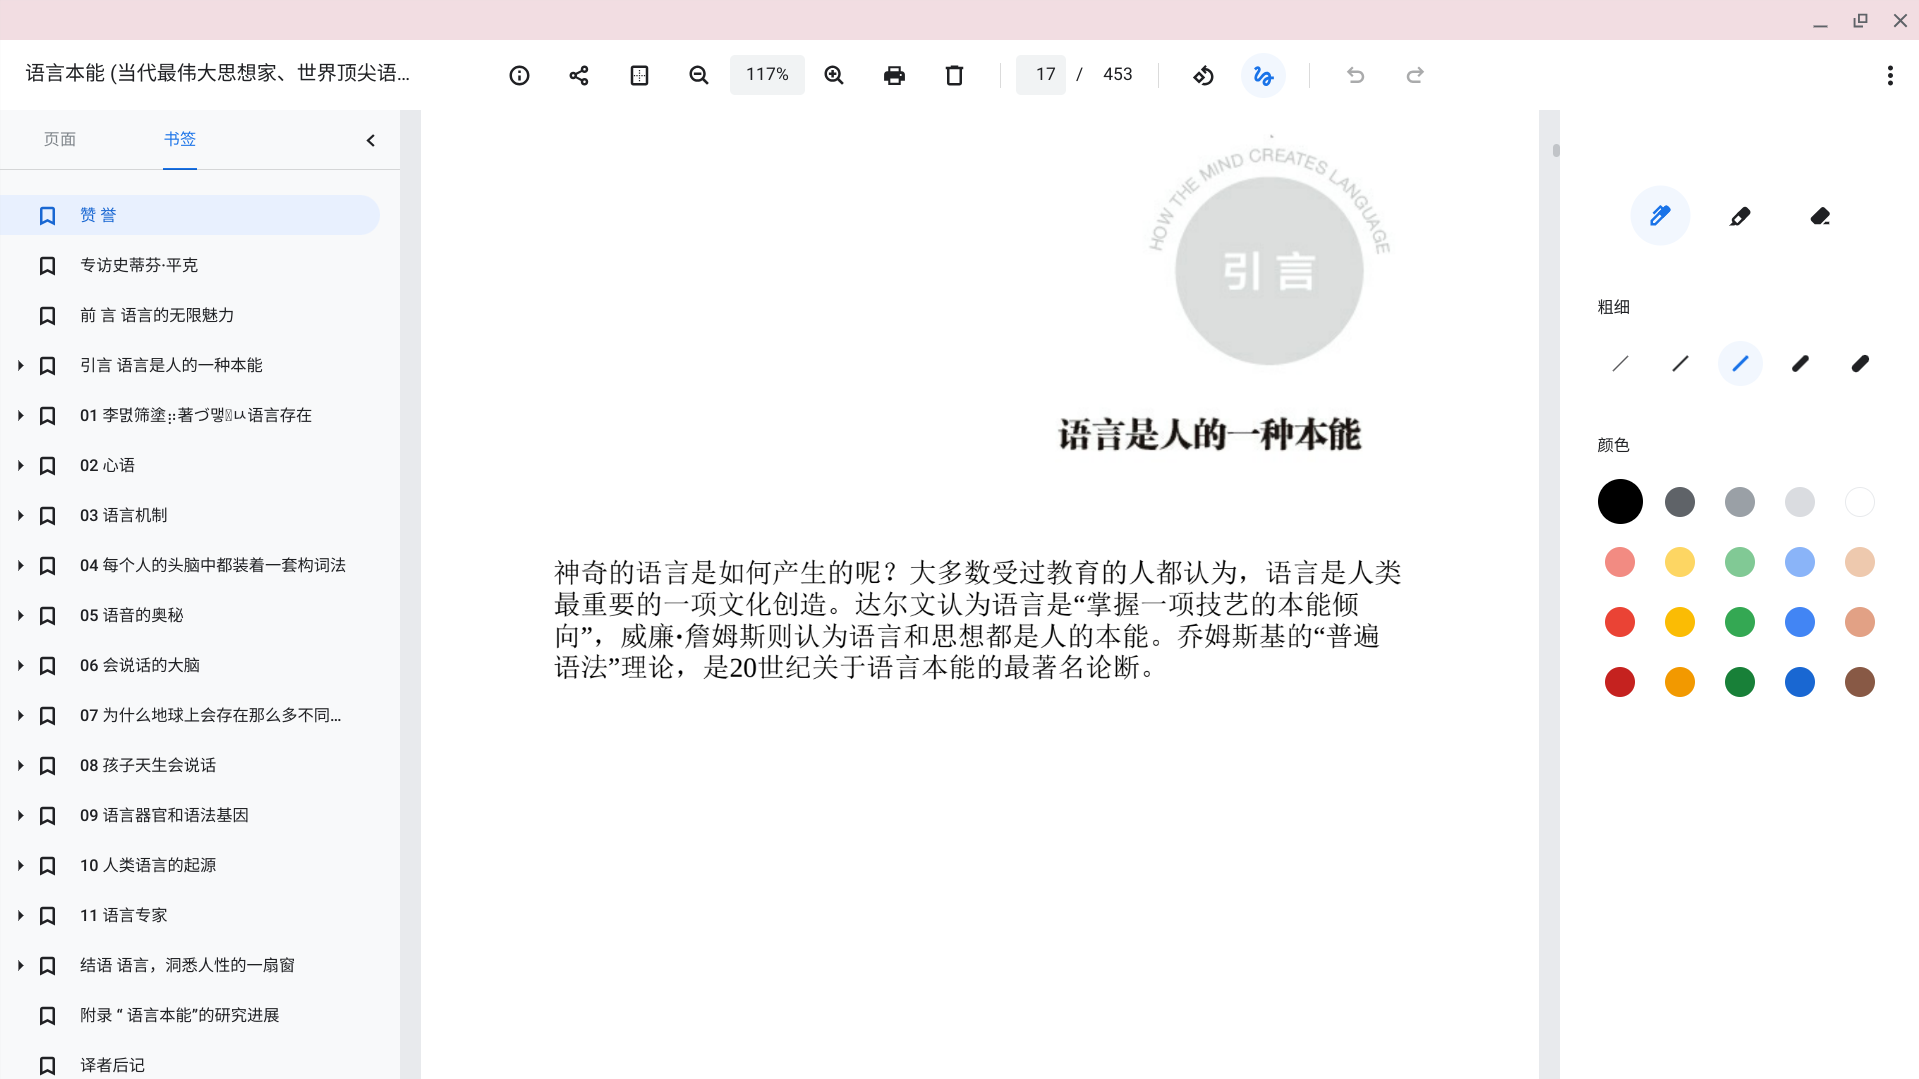 语言本能 (当代最伟大思想家、世界顶尖语...
117%
17 / 453
页面 书签
赞 誉
专访史蒂芬·平克
前 言 语言的无限魅力
引言 语言是人的一种本能
语言存在
02 心语
03 语言机制
04 每个人的头脑中都装着一套构词法
05 语音的奥秘
06 会说话的大脑
07 为什么地球上会存在那么多不同...
08 孩子天生会说话
09 语言器官和语法基因
10 人类语言的起源
11 语言专家
结语 语言，洞悉人性的一扇窗
附录 “ 语言本能”的研究进展
译者后记
HOW THE MIND CREATES LANGUAGE
引言
语言是人的一种本能
神奇的语言是如何产生的呢？大多数受过教育的人都认为，语言是人类
最重要的一项文化创造。达尔文认为语言是“掌握一项技艺的本能倾
向”，威廉·詹姆斯则认为语言和思想都是人的本能。乔姆斯基的“普遍
语法”理论，是20世纪关于语言本能的最著名论断。
粗细
颜色